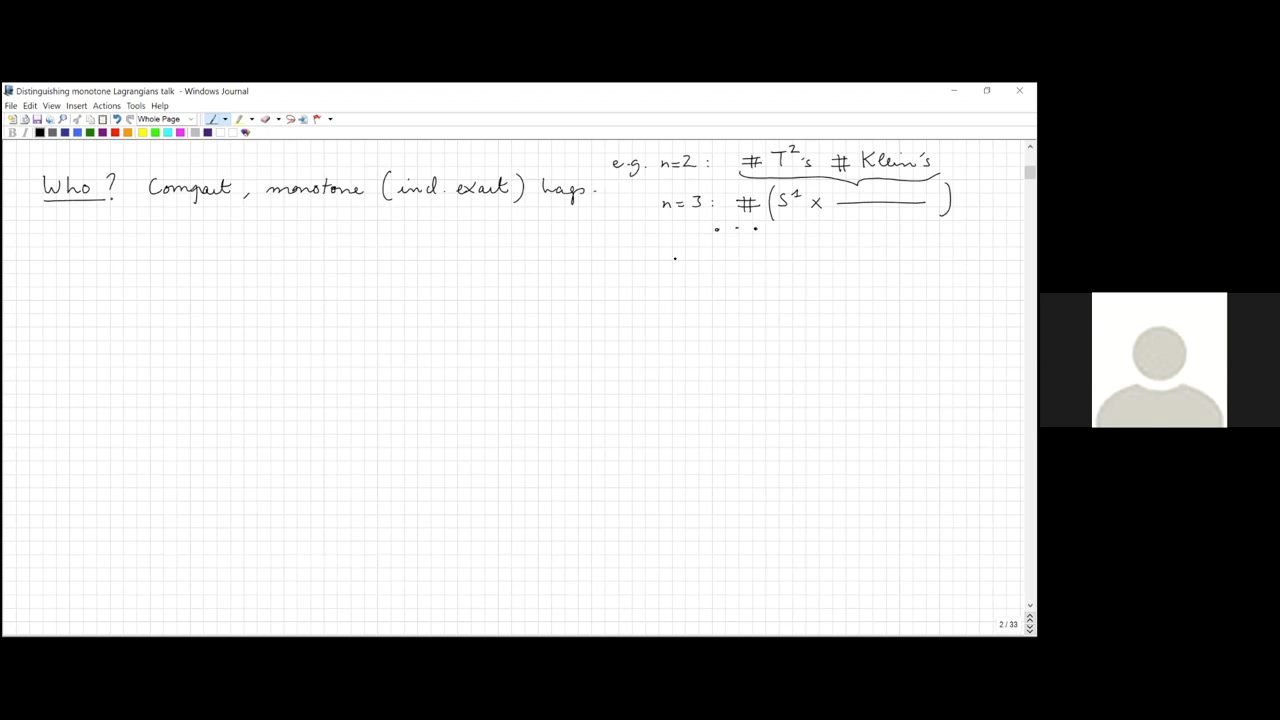 Distinguishing monotone Lagrangians talk - Windows Journal
File Edit View Insert Actions Tools Help
Whole Page
B I
e.g. n=2 : # T²'s # Klein's
Who? Compact, monotone (incl. exact) Lags.
n = 3 : # (S¹ × ——— )
...
2 / 33